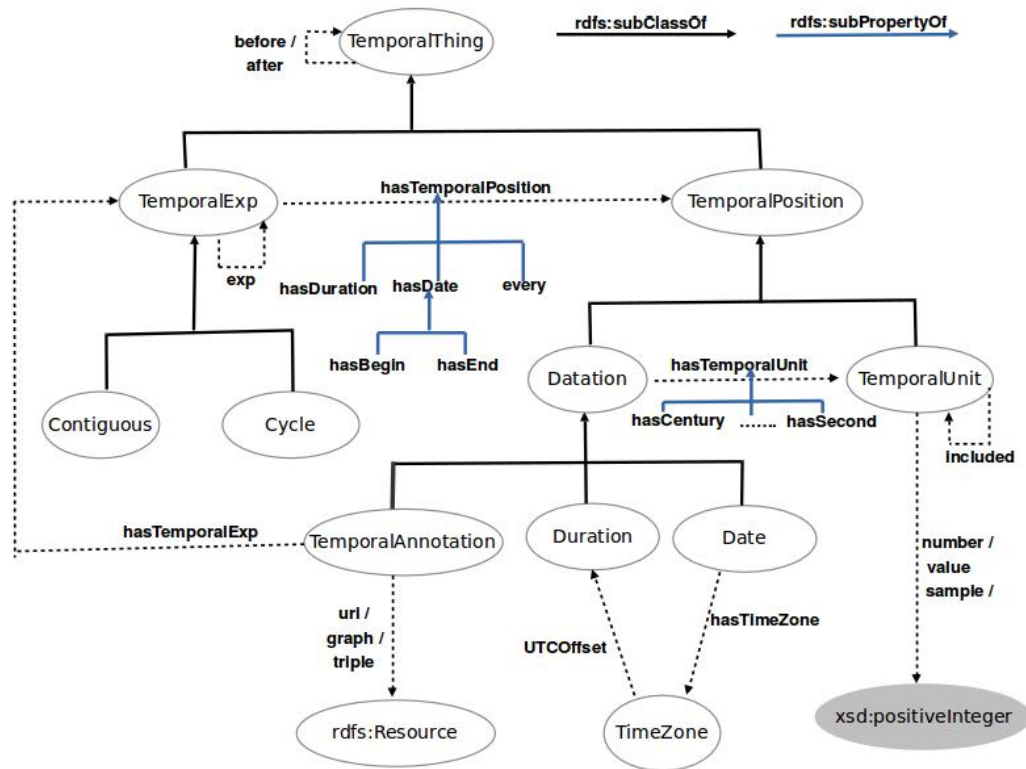 TemporalThing
before /
after
rdfs:subClassOf
rdfs:subPropertyOf
TemporalExp
hasTemporalPosition
TemporalPosition
exp
hasDuration
hasDate
every
hasBegin
hasEnd
Datation
hasTemporalUnit
TemporalUnit
Contiguous
Cycle
hasCentury
.......
hasSecond
included
hasTemporalExp
TemporalAnnotation
Duration
Date
number /
value
sample /
url /
graph /
triple
UTCOffset
hasTimeZone
rdfs:Resource
TimeZone
xsd:positiveInteger